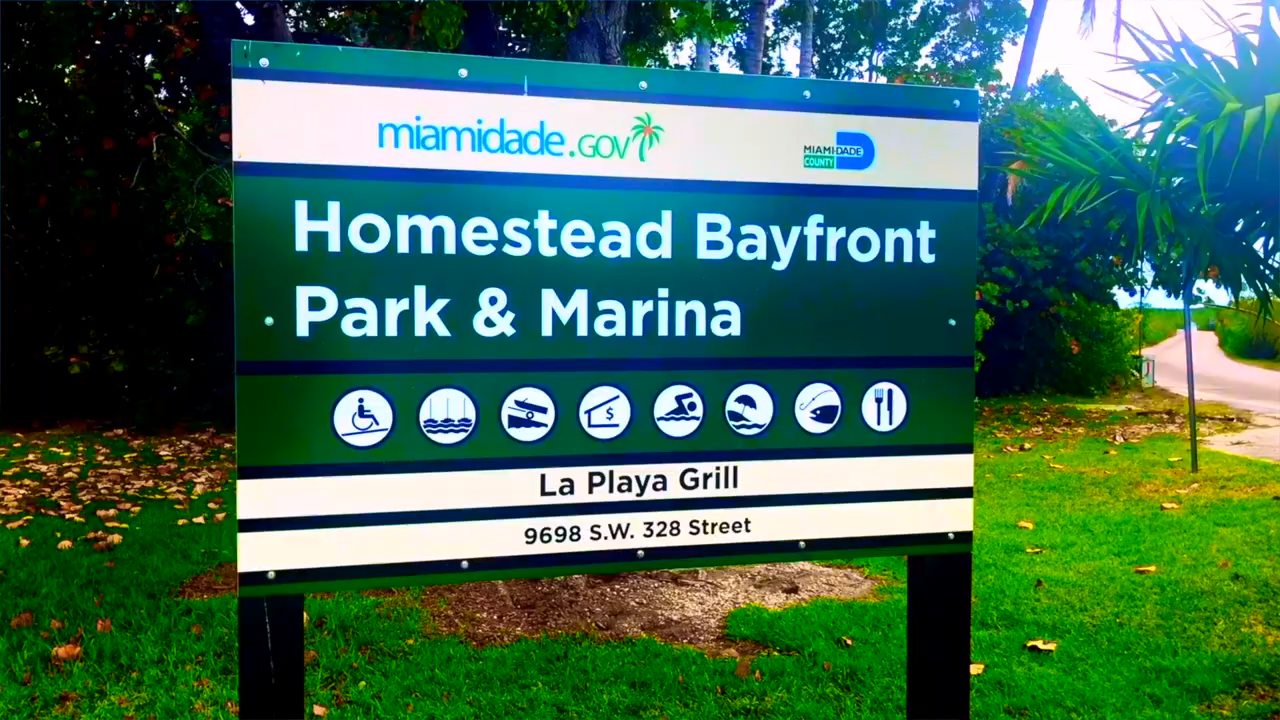 miamidade.GOV
MIAMI-DADE
COUNTY
Homestead Bayfront
Park & Marina
$
La Playa Grill
9698 S.W. 328 Street